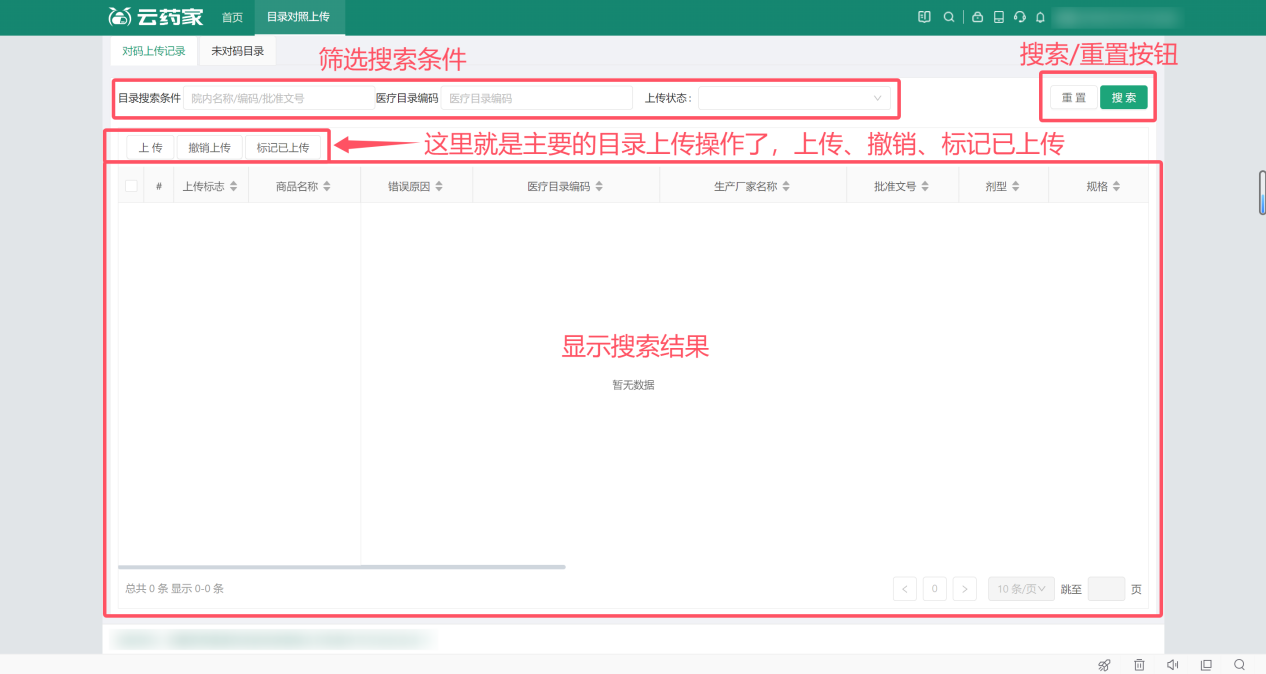 云药家 首页 目录对照上传
对码上传记录 未对码目录
筛选搜索条件
搜索/重置按钮
目录搜索条件 院内名称/编码/批准文号 医疗目录编码 医疗目录编码 上传状态: 重 置 搜 索
上 传 撤销上传 标记已上传
这里就是主要的目录上传操作了，上传、撤销、标记已上传
# 上传标志 商品名称 错误原因 医疗目录编码 生产厂家名称 批准文号 剂型 规格
显示搜索结果
暂无数据
总共 0 条 显示 0-0 条 < 0 > 10 条/页 跳至 页